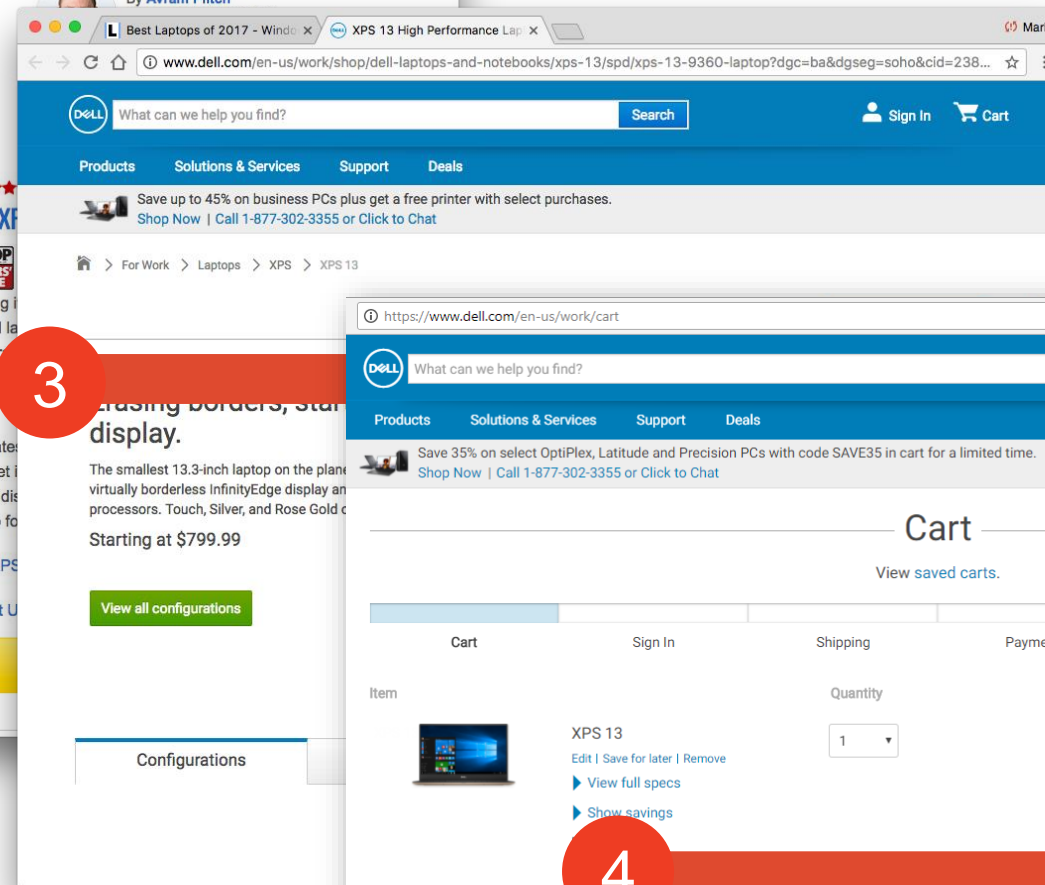 By Avram Piltch
Best Laptops of 2017 - Windo
XPS 13 High Performance Lap
www.dell.com/en-us/work/shop/dell-laptops-and-notebooks/xps-13/spd/xps-13-9360-laptop?dgc=ba&dgseg=soho&cid=238...
DELL
What can we help you find?
Search
Sign In
Cart
Products
Solutions & Services
Support
Deals
Save up to 45% on business PCs plus get a free printer with select purchases.
Shop Now | Call 1-877-302-3355 or Click to Chat
For Work > Laptops > XPS > XPS 13
3
Erasing borders, star
display.
The smallest 13.3-inch laptop on the plane
virtually borderless InfinityEdge display an
processors. Touch, Silver, and Rose Gold
Starting at $799.99
View all configurations
Configurations
https://www.dell.com/en-us/work/cart
DELL
What can we help you find?
Products
Solutions & Services
Support
Deals
Save 35% on select OptiPlex, Latitude and Precision PCs with code SAVE35 in cart for a limited time.
Shop Now | Call 1-877-302-3355 or Click to Chat
Cart
View saved carts.
Cart
Sign In
Shipping
Payme
Item
Quantity
XPS 13
1
Edit | Save for later | Remove
View full specs
Show savings
4